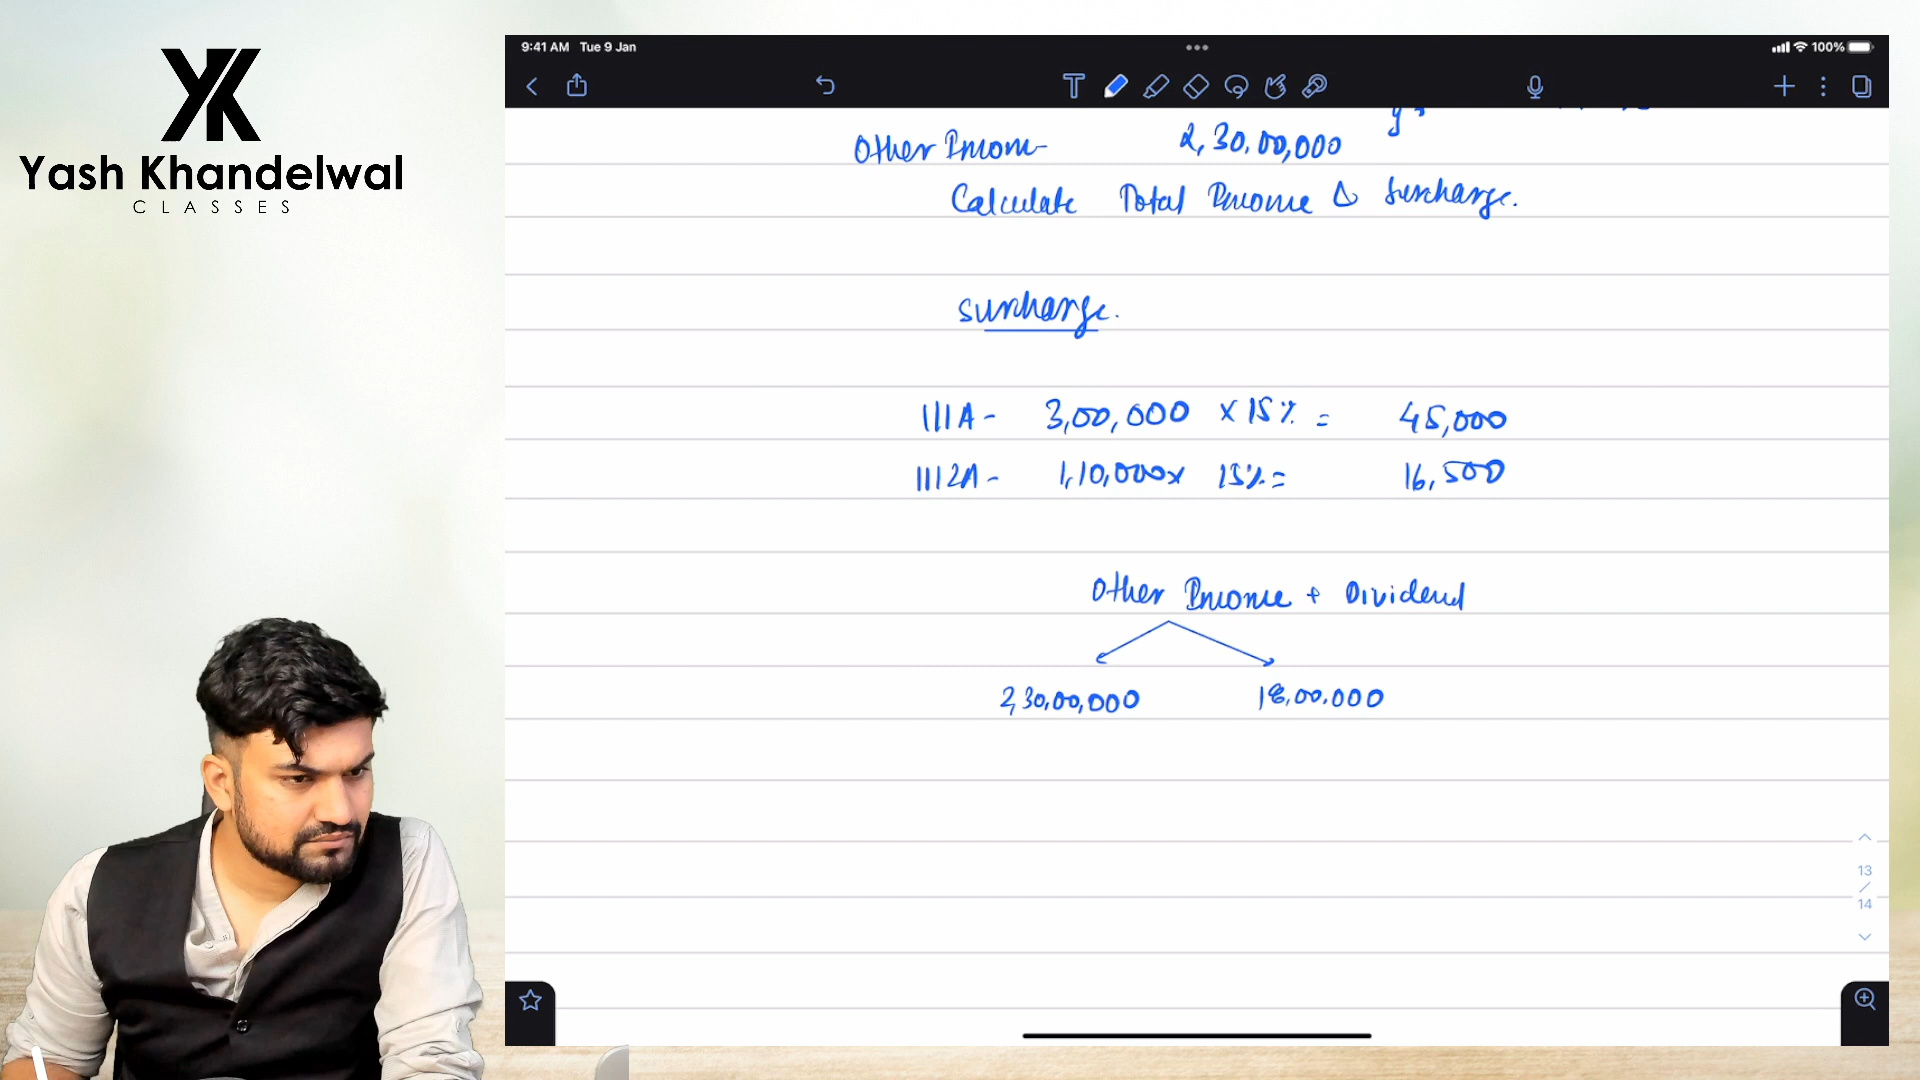 YK
Yash Khandelwal
CLASSES
9:41 AM Tue 9 Jan
100%
Other Income 2,30,00,000
Calculate Total Income & Surcharge.
Surcharge.
111A - 3,00,000 x 15% = 45,000
1112A - 1,10,000 x 15% = 16,500
Other Income + Dividend
2,30,00,000 18,00,000
13
/
14